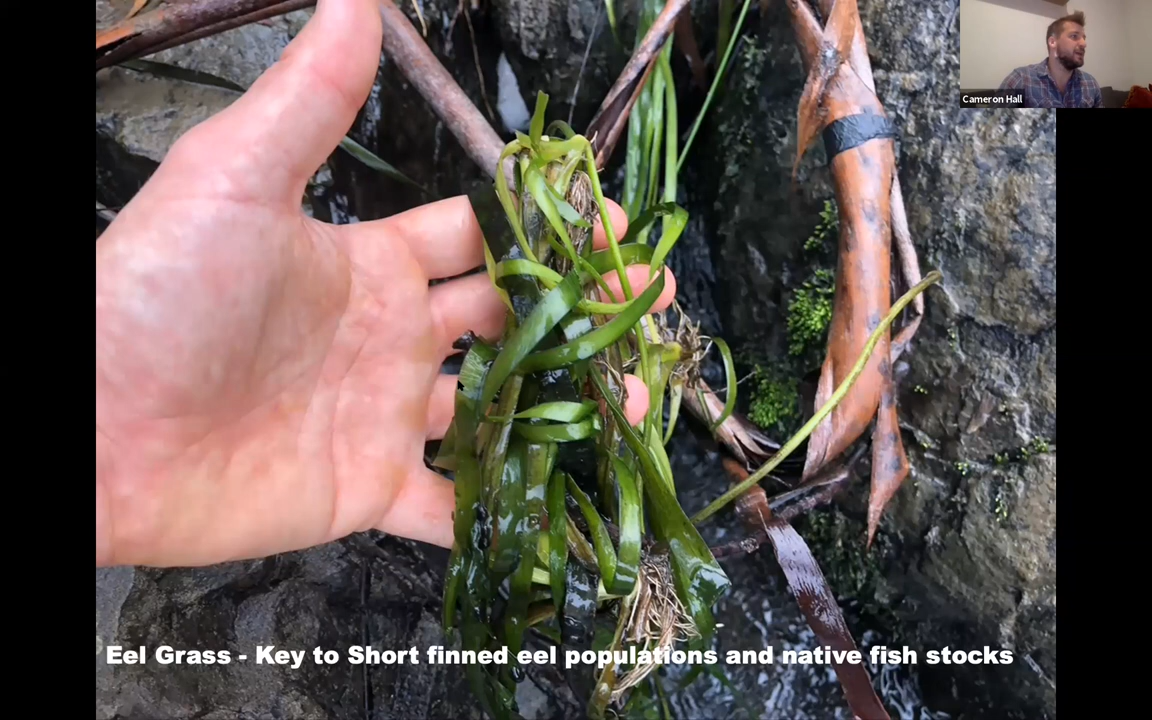 Cameron Hall
Eel Grass - Key to Short finned eel populations and native fish stocks